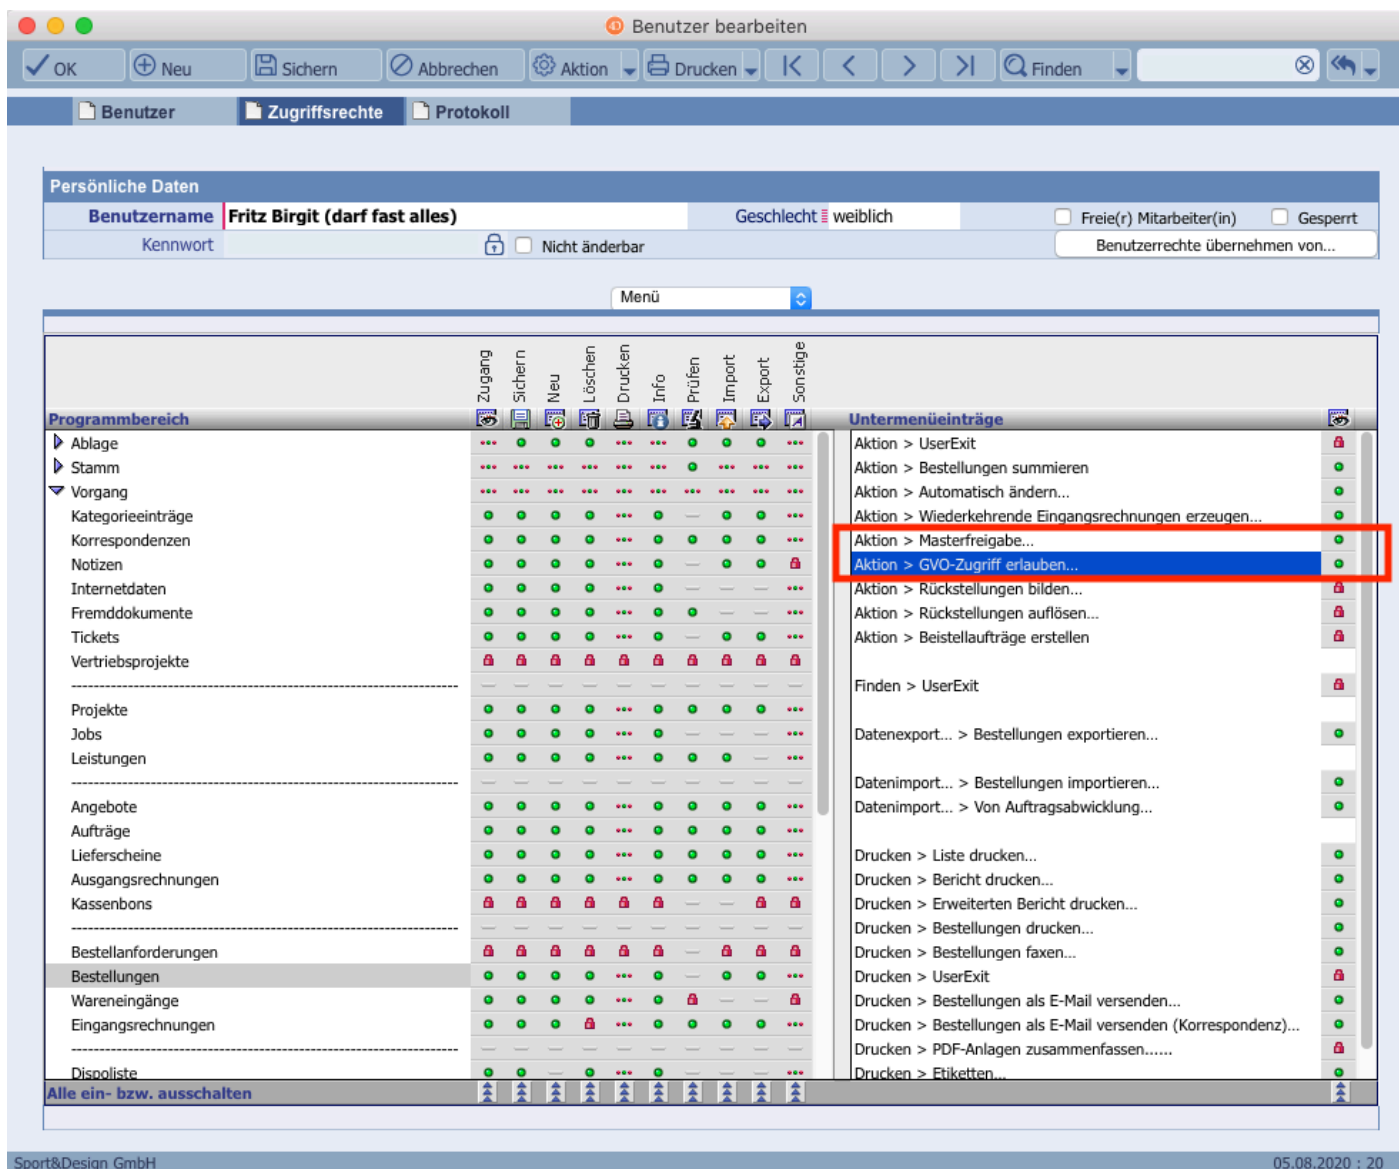 Benutzer bearbeiten
OK Neu Sichern Abbrechen Aktion Drucken Finden
Benutzer Zugriffsrechte Protokoll
Persönliche Daten
Benutzername Fritz Birgit (darf fast alles) Geschlecht weiblich Freie(r) Mitarbeiter(in) Gesperrt
Kennwort Nicht änderbar Benutzerrechte übernehmen von...
Menü
Zugang Sichern Neu Löschen Drucken Info Prüfen Import Export Sonstige
Programmbereich Untermenüeinträge
Ablage Aktion > UserExit
Stamm Aktion > Bestellungen summieren
Vorgang Aktion > Automatisch ändern...
Kategorieeinträge Aktion > Wiederkehrende Eingangsrechnungen erzeugen...
Korrespondenzen Aktion > Masterfreigabe...
Notizen Aktion > GVO-Zugriff erlauben...
Internetdaten Aktion > Rückstellungen bilden...
Fremddokumente Aktion > Rückstellungen auflösen...
Tickets Aktion > Beistellaufträge erstellen
Vertriebsprojekte
Finden > UserExit
Projekte
Jobs Datenexport... > Bestellungen exportieren...
Leistungen
Datenimport... > Bestellungen importieren...
Angebote Datenimport... > Von Auftragsabwicklung...
Aufträge
Lieferscheine Drucken > Liste drucken...
Ausgangsrechnungen Drucken > Bericht drucken...
Kassenbons Drucken > Erweiterten Bericht drucken...
Drucken > Bestellungen drucken...
Bestellanforderungen Drucken > Bestellungen faxen...
Bestellungen Drucken > UserExit
Wareneingänge Drucken > Bestellungen als E-Mail versenden...
Eingangsrechnungen Drucken > Bestellungen als E-Mail versenden (Korrespondenz)...
Drucken > PDF-Anlagen zusammenfassen......
Dispoliste Drucken > Etiketten...
Alle ein- bzw. ausschalten
Sport&Design GmbH 05.08.2020 : 20